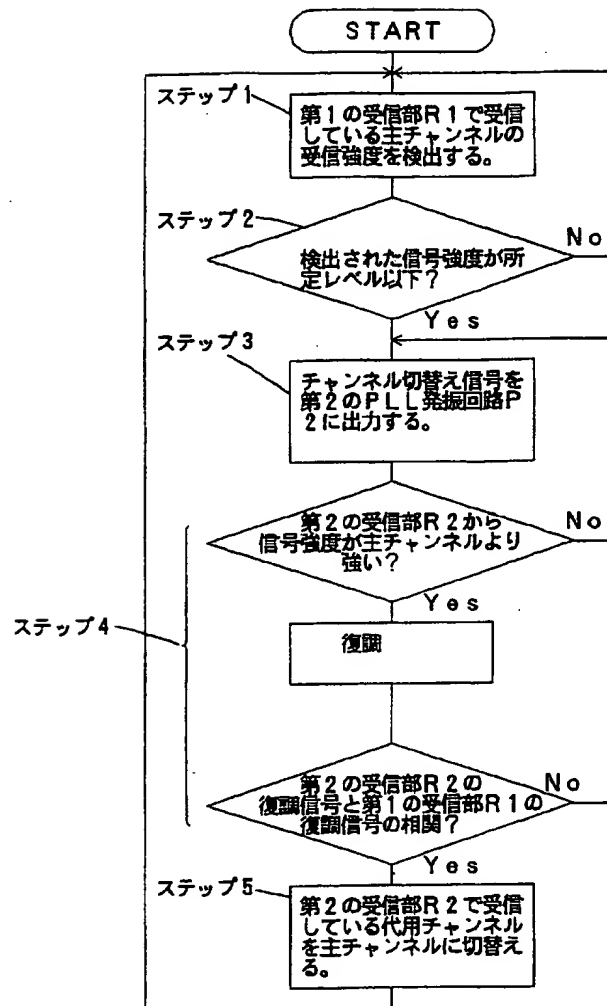 START
ステップ1
第1の受信部R1で受信
している主チャンネルの
受信強度を検出する。
ステップ2
検出された信号強度が所
定レベル以下?
No
Yes
ステップ3
チャンネル切替え信号を
第2のPLL発振回路P
2に出力する。
第2の受信部R2から
信号強度が主チャンネルより
強い?
No
Yes
ステップ4
復調
第2の受信部R2の
復調信号と第1の受信部R1の
復調信号の相関?
No
Yes
ステップ5
第2の受信部R2で受信
している代用チャンネル
を主チャンネルに切替え
る。